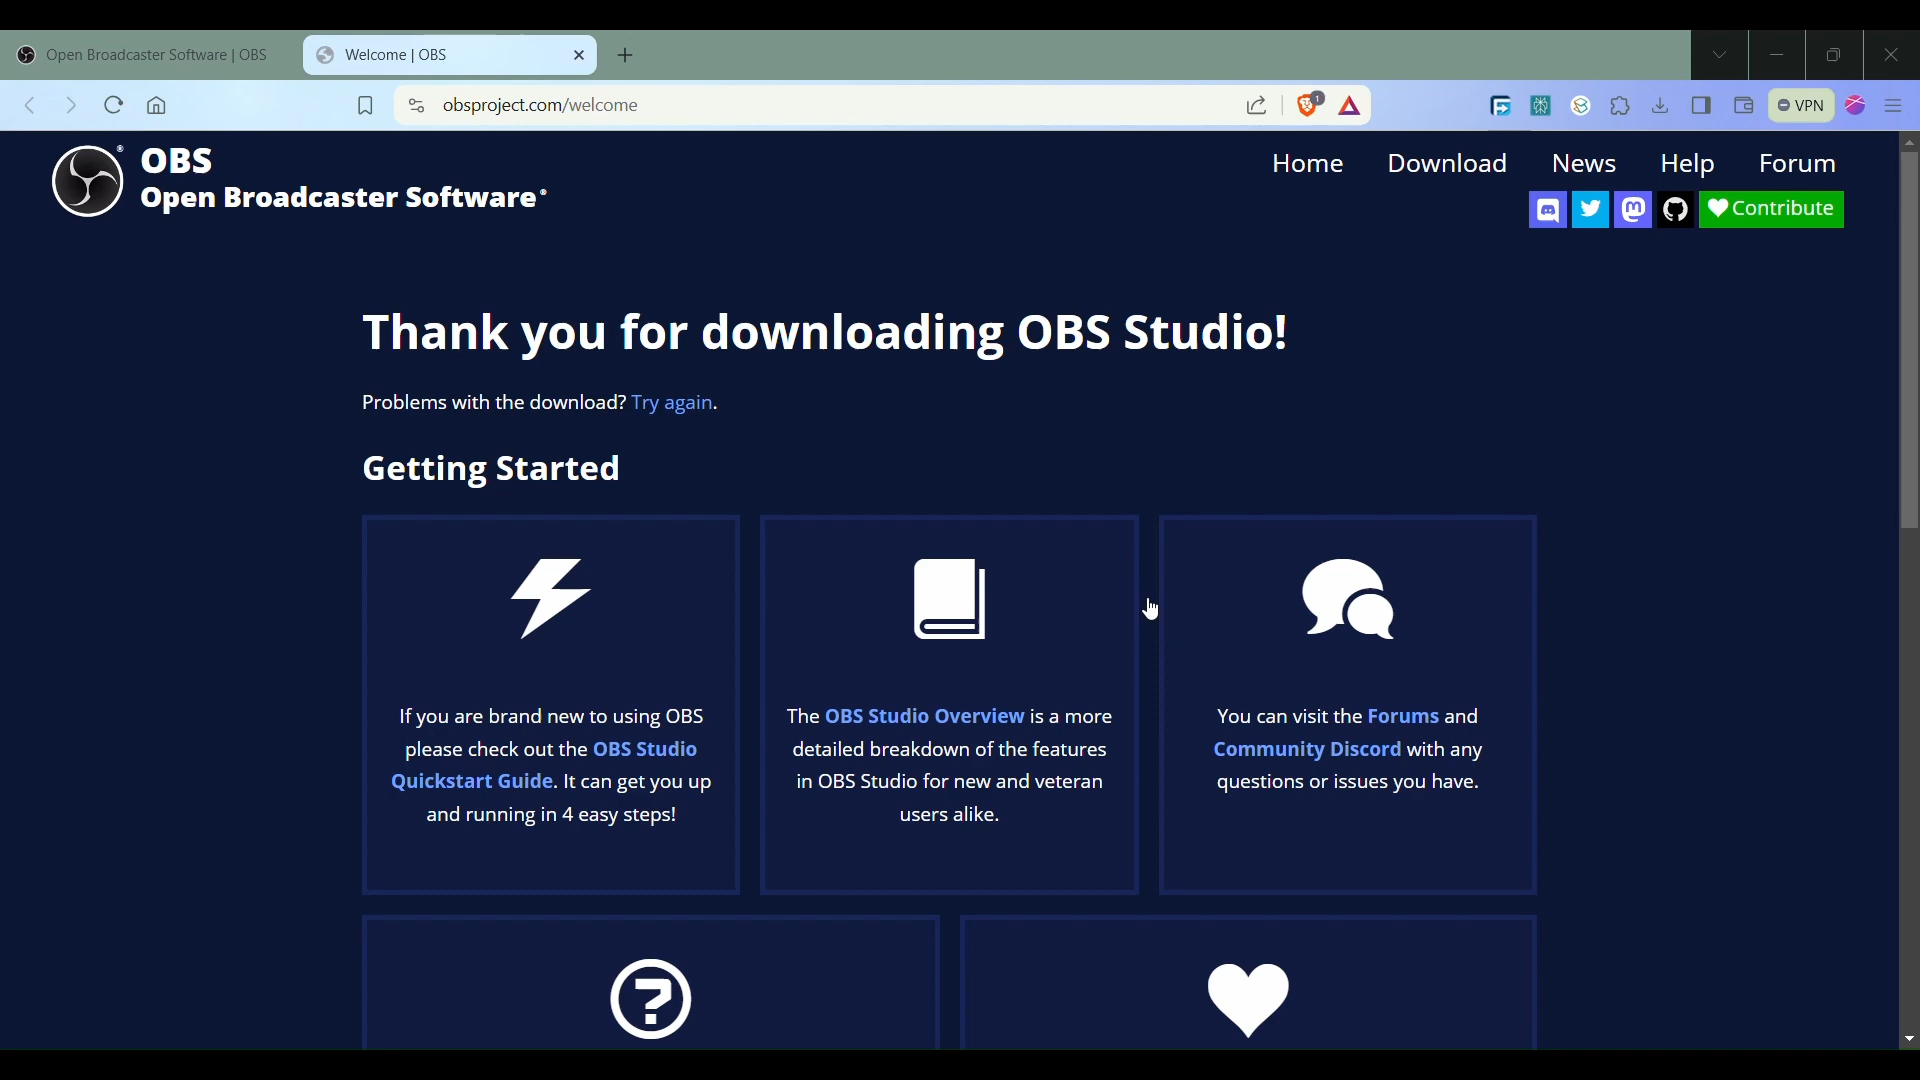 Open Broadcaster Software | OBS
Welcome | OBS
obsproject.com/welcome
1
VPN
OBS
Open Broadcaster Software®
Home
Download
News
Help
Forum
Contribute
Thank you for downloading OBS Studio!
Problems with the download? Try again.
Getting Started
If you are brand new to using OBS
please check out the OBS Studio
Quickstart Guide. It can get you up
and running in 4 easy steps!
The OBS Studio Overview is a more
detailed breakdown of the features
in OBS Studio for new and veteran
users alike.
You can visit the Forums and
Community Discord with any
questions or issues you have.